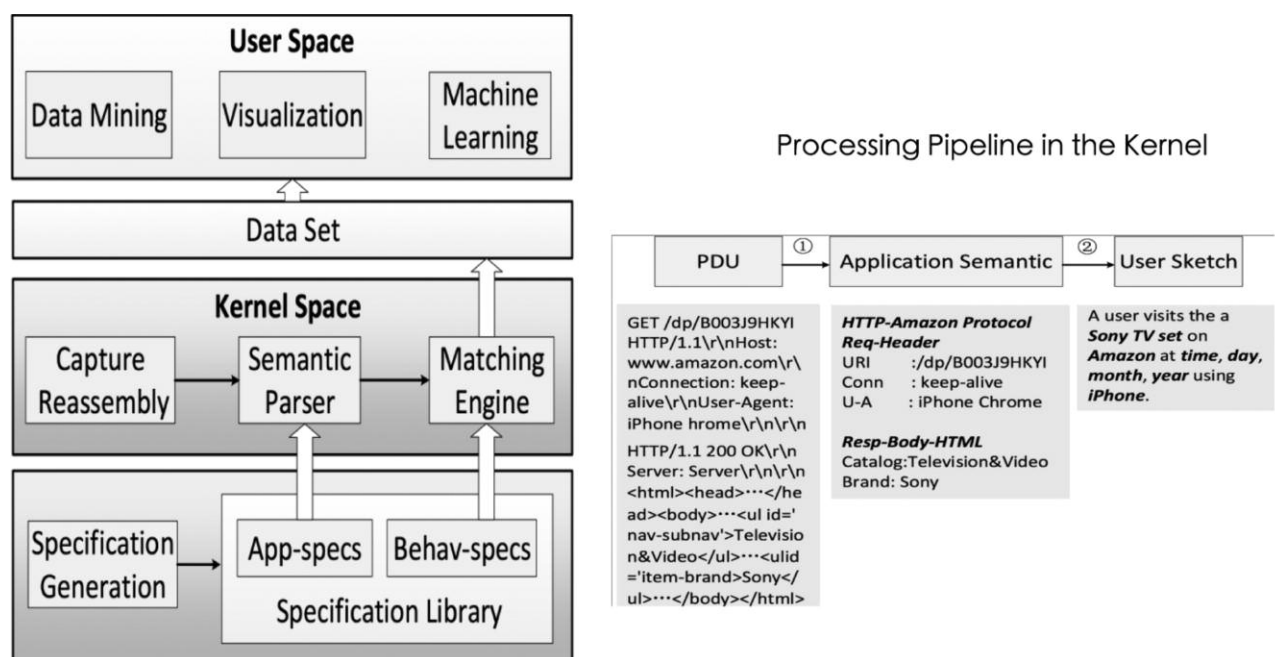 User Space
Data Mining
Visualization
Machine
Learning
Data Set
Kernel Space
Capture
Reassembly
Semantic
Parser
Matching
Engine
Specification
Generation
App-specs
Behav-specs
Specification Library
Processing Pipeline in the Kernel
PDU
①
Application Semantic
②
User Sketch
GET /dp/B003J9HKYI
HTTP/1.1\r\nHost:
www.amazon.com\r\
nConnection: keep-
alive\r\nUser-Agent:
iPhone hrome\r\n\r\n
HTTP/1.1 200 OK\r\n
Server: Server\r\n\r\n
<html><head>⋯</he
ad><body>⋯<ul id='
nav-subnav'>Televisio
n&Video</ul>⋯<ulid
='item-brand>Sony</
ul>⋯</body></html>
HTTP-Amazon Protocol
Req-Header
URI :/dp/B003J9HKYI
Conn : keep-alive
U-A : iPhone Chrome
Resp-Body-HTML
Catalog:Television&Video
Brand: Sony
A user visits the a
Sony TV set on
Amazon at time, day,
month, year using
iPhone.